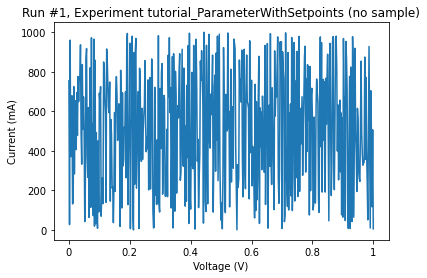 Run #1, Experiment tutorial_ParameterWithSetpoints (no sample)
1000
800
600
400
200
0
Current (mA)
0.0 0.2 0.4 0.6 0.8 1.0
Voltage (V)